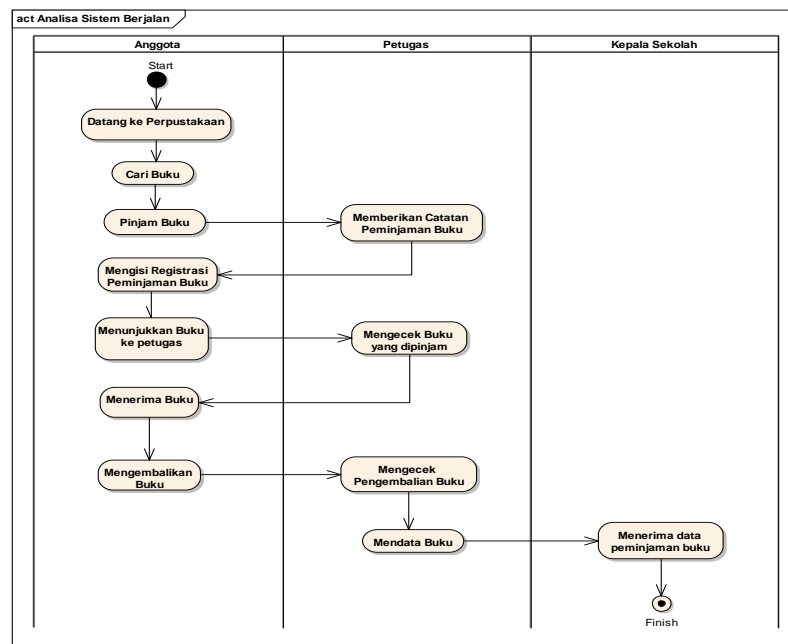 act Analisa Sistem Berjalan
Anggota
Petugas
Kepala Sekolah
Start
Datang ke Perpustakaan
Cari Buku
Pinjam Buku
Memberikan Catatan
Peminjaman Buku
Mengisi Registrasi
Peminjaman Buku
Menunjukkan Buku
ke petugas
Mengecek Buku
yang dipinjam
Menerima Buku
Mengembalikan
Buku
Mengecek
Pengembalian Buku
Mendata Buku
Menerima data
peminjaman buku
Finish